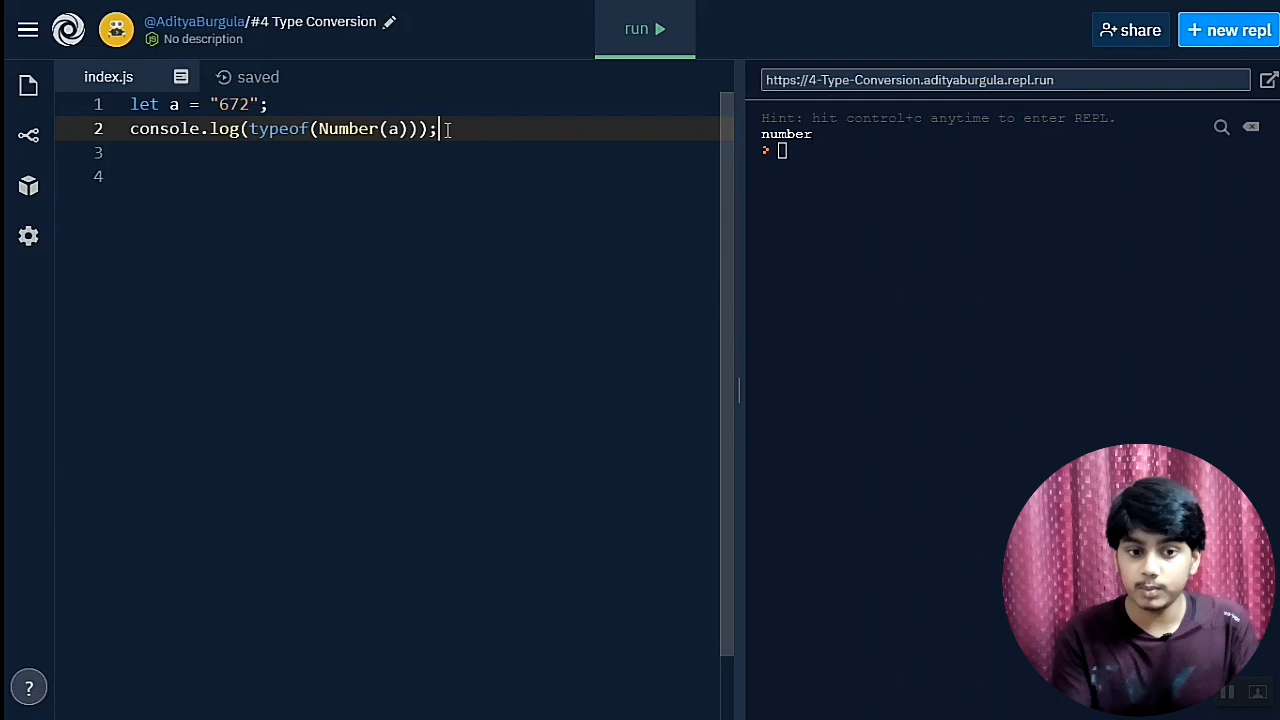 @AdityaBurgula/#4 Type Conversion
No description
run
share
+ new repl
index.js
saved
https://4-Type-Conversion.adityaburgula.repl.run
1 let a = "672";
2 console.log(typeof(Number(a)));
3
4
Hint: hit control+c anytime to enter REPL.
number
>
?